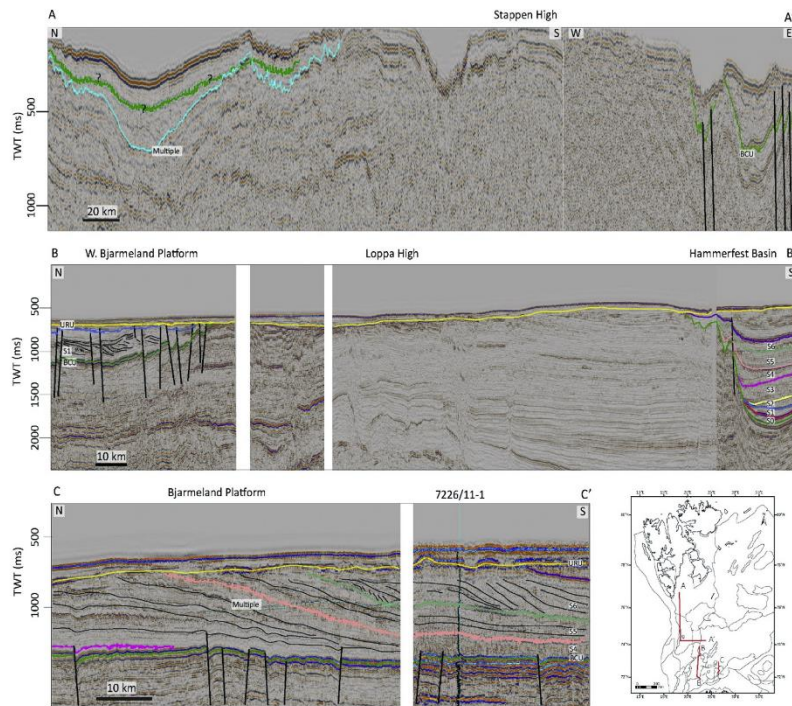 A Stappen High A
N S W E
500
1000
TWT (ms)
?
?
?
Multiple
BCU
20 km
B W. Bjarmeland Platform Loppa High Hammerfest Basin B
N S
500
1000
1500
2000
TWT (ms)
URU
S1
BCU
S6
S5
S4
S3
S2
S1
S0
10 km
C Bjarmeland Platform 7226/11-1 C'
N S
500
1000
TWT (ms)
Multiple
URU
S6
S5
S4
BCU
10 km
A
A'
B